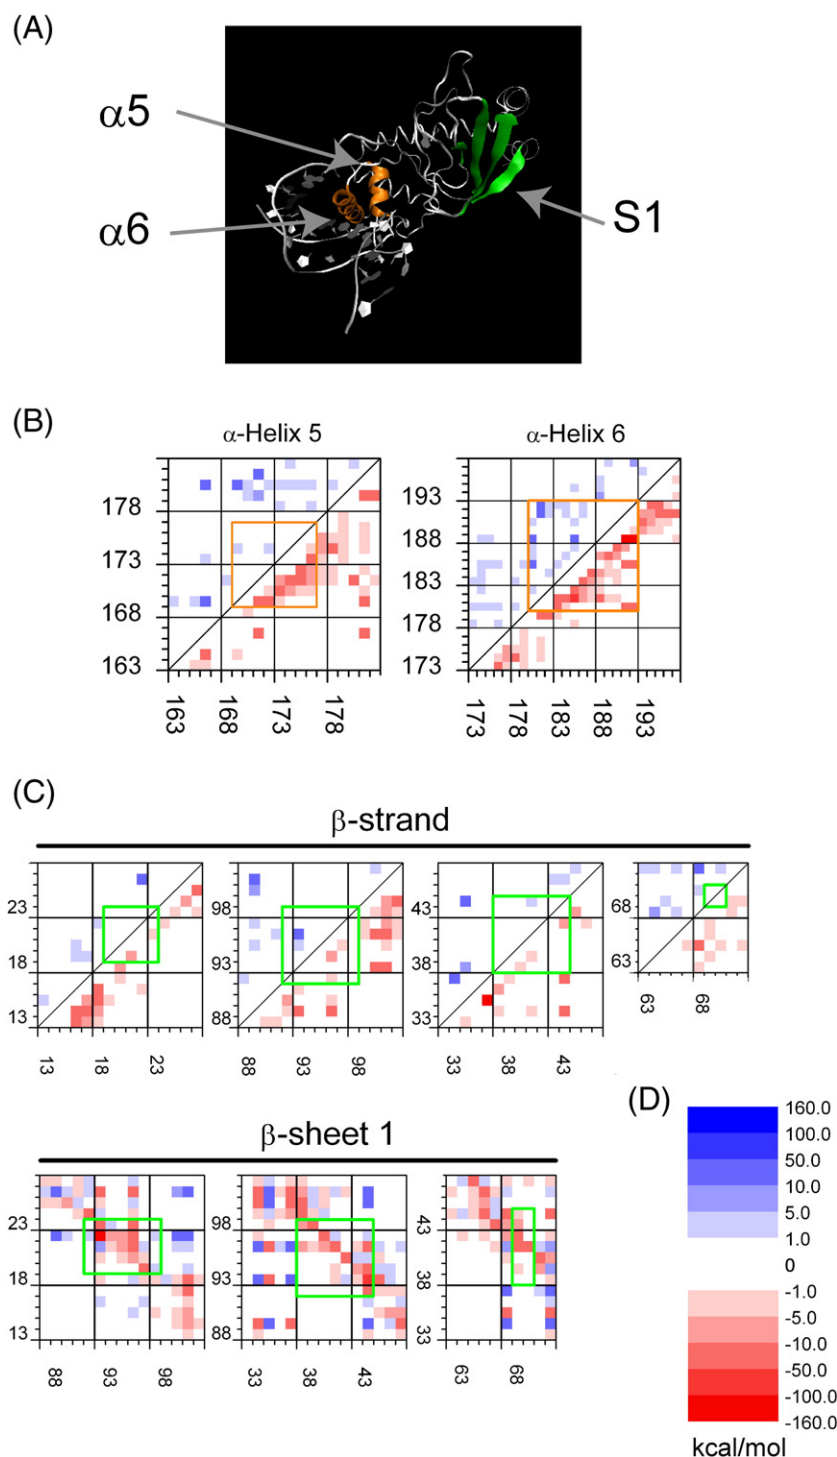 (A)
α5
α6
S1
(B)
α-Helix 5
α-Helix 6
178
173
168
163
163 168 173 178
193
188
183
178
173
173 178 183 188 193
(C)
β-strand
23
18
13
13 18 23
98
93
88
88 93 98
43
38
33
33 38 43
68
63
63 68
β-sheet 1
23
18
13
88 93 98
98
93
88
33 38 43
43
38
33
63 68
(D)
160.0
100.0
50.0
10.0
5.0
1.0
0
-1.0
-5.0
-10.0
-50.0
-100.0
-160.0
kcal/mol